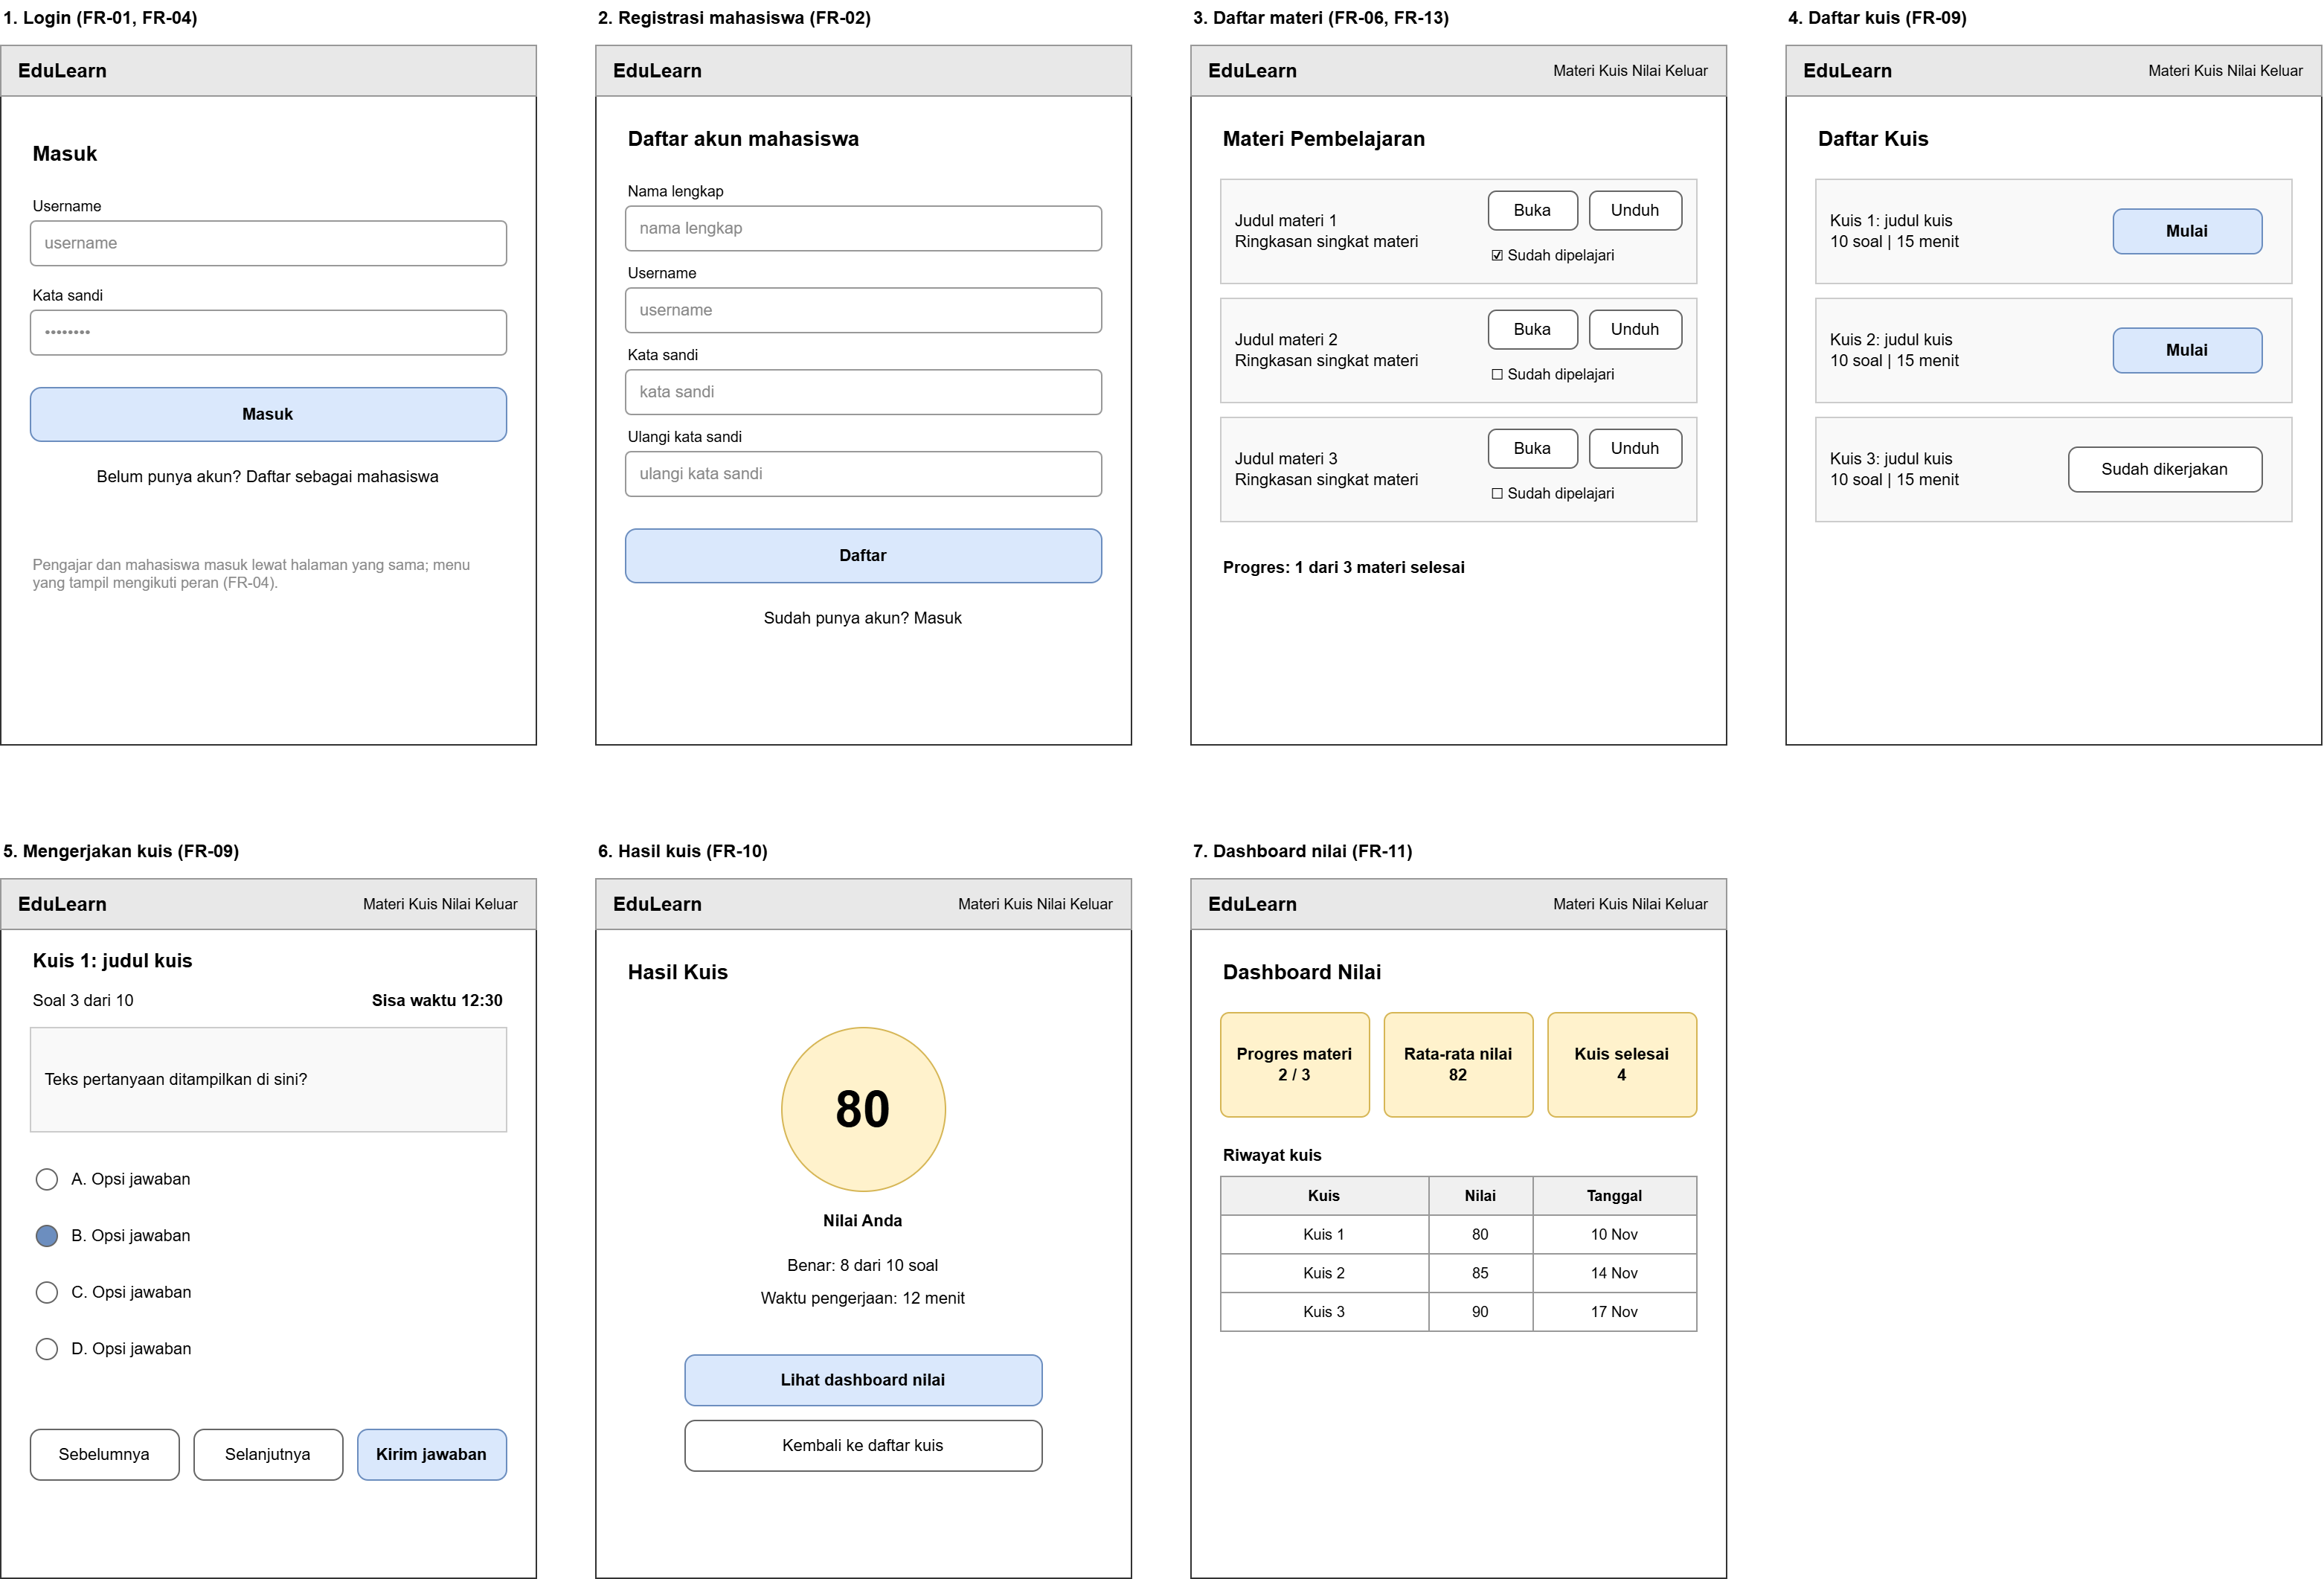 1. Login (FR-01, FR-04)
EduLearn
Masuk
Username
username
Kata sandi
••••••••
Masuk
Belum punya akun? Daftar sebagai mahasiswa
Pengajar dan mahasiswa masuk lewat halaman yang sama; menu
yang tampil mengikuti peran (FR-04).
2. Registrasi mahasiswa (FR-02)
EduLearn
Daftar akun mahasiswa
Nama lengkap
nama lengkap
Username
username
Kata sandi
kata sandi
Ulangi kata sandi
ulangi kata sandi
Daftar
Sudah punya akun? Masuk
3. Daftar materi (FR-06, FR-13)
EduLearn
Materi Kuis Nilai Keluar
Materi Pembelajaran
Judul materi 1
Ringkasan singkat materi
Buka
Unduh
☑ Sudah dipelajari
Judul materi 2
Ringkasan singkat materi
Buka
Unduh
☐ Sudah dipelajari
Judul materi 3
Ringkasan singkat materi
Buka
Unduh
☐ Sudah dipelajari
Progres: 1 dari 3 materi selesai
4. Daftar kuis (FR-09)
EduLearn
Materi Kuis Nilai Keluar
Daftar Kuis
Kuis 1: judul kuis
10 soal | 15 menit
Mulai
Kuis 2: judul kuis
10 soal | 15 menit
Mulai
Kuis 3: judul kuis
10 soal | 15 menit
Sudah dikerjakan
5. Mengerjakan kuis (FR-09)
EduLearn
Materi Kuis Nilai Keluar
Kuis 1: judul kuis
Soal 3 dari 10
Sisa waktu 12:30
Teks pertanyaan ditampilkan di sini?
A. Opsi jawaban
B. Opsi jawaban
C. Opsi jawaban
D. Opsi jawaban
Sebelumnya
Selanjutnya
Kirim jawaban
6. Hasil kuis (FR-10)
EduLearn
Materi Kuis Nilai Keluar
Hasil Kuis
80
Nilai Anda
Benar: 8 dari 10 soal
Waktu pengerjaan: 12 menit
Lihat dashboard nilai
Kembali ke daftar kuis
7. Dashboard nilai (FR-11)
EduLearn
Materi Kuis Nilai Keluar
Dashboard Nilai
Progres materi
2 / 3
Rata-rata nilai
82
Kuis selesai
4
Riwayat kuis
Kuis Nilai Tanggal
Kuis 1 80 10 Nov
Kuis 2 85 14 Nov
Kuis 3 90 17 Nov